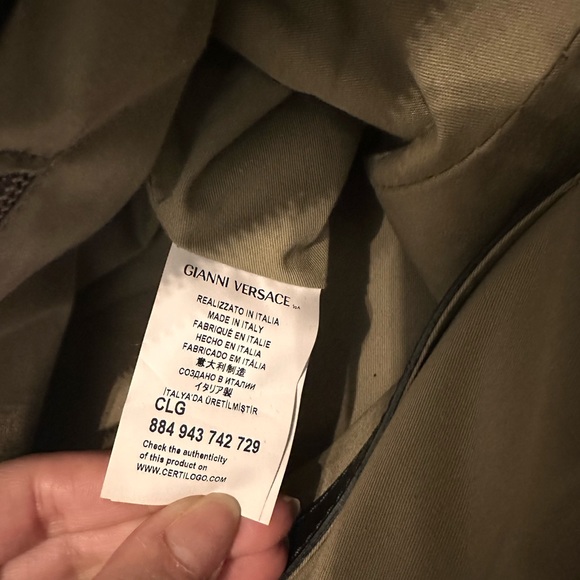 GIANNI VERSACE S.P.A.
REALIZZATO IN ITALIA
MADE IN ITALY
FABRIQUÉ EN ITALIE
HECHO EN ITALIA
FABRICADO EM ITÁLIA
意大利制造
СОЗДАНО В ИТАЛИИ
イタリア製
İTALYA'DA ÜRETİLMİŞTİR
CLG
884 943 742 729
Check the authenticity
of this product on
WWW.CERTILOGO.COM